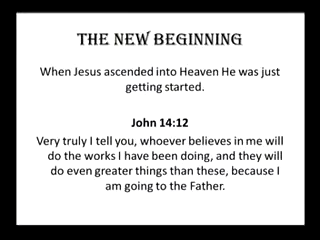 THE NEW BEGINNING
When Jesus ascended into Heaven He was just
getting started.
John 14:12
Very truly I tell you, whoever believes in me will
do the works I have been doing, and they will
do even greater things than these, because I
am going to the Father.